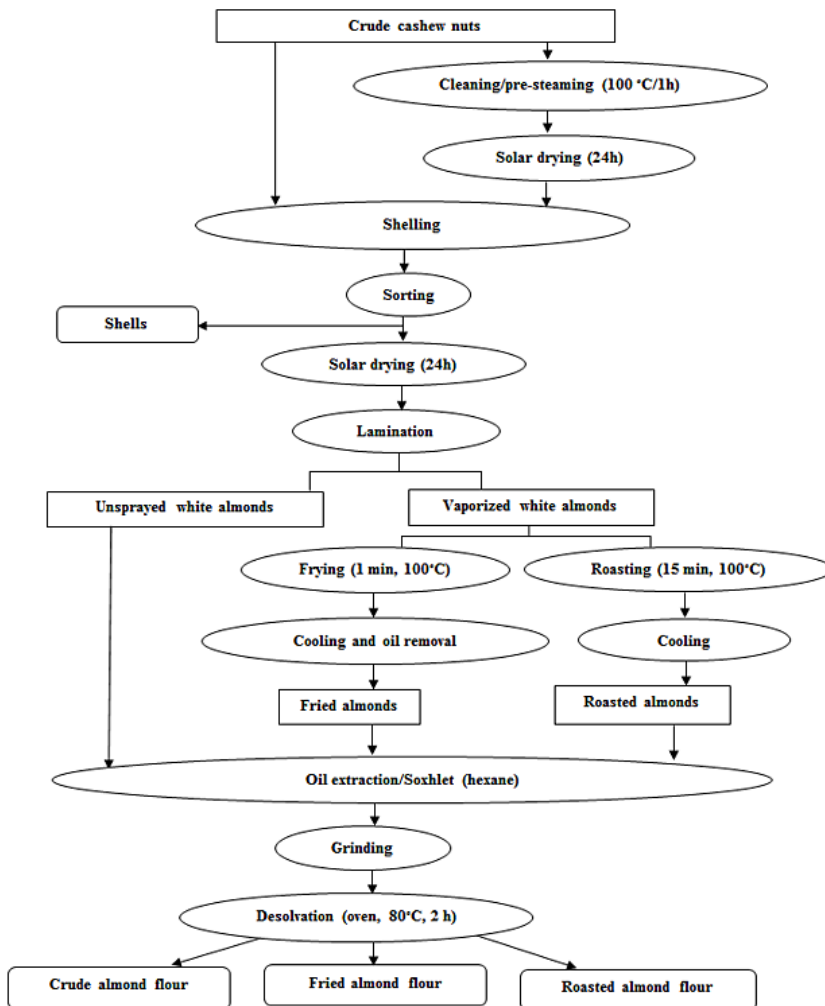 Crude cashew nuts
Cleaning/pre-steaming (100 °C/1h)
Solar drying (24h)
Shelling
Sorting
Shells
Solar drying (24h)
Lamination
Unsprayed white almonds
Vaporized white almonds
Frying (1 min, 100°C)
Roasting (15 min, 100°C)
Cooling and oil removal
Cooling
Fried almonds
Roasted almonds
Oil extraction/Soxhlet (hexane)
Grinding
Desolvation (oven, 80°C, 2 h)
Crude almond flour
Fried almond flour
Roasted almond flour